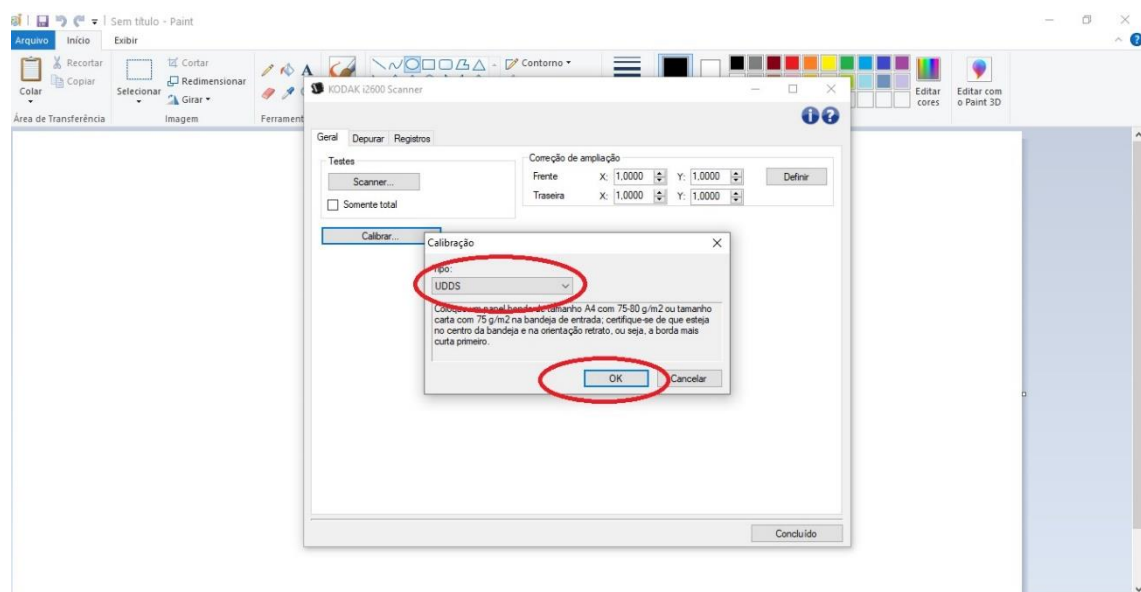 Sem título - Paint
Arquivo Início Exibir
Colar
Recortar
Copiar
Área de Transferência
Selecionar
Cortar
Redimensionar
Girar
Imagem
Ferrament
Contorno
Editar cores
Editar com o Paint 3D
KODAK i2600 Scanner
Geral Depurar Registros
Testes
Scanner...
Somente total
Correção de ampliação
Frente X: 1,0000 Y: 1,0000 Definir
Traseira X: 1,0000 Y: 1,0000
Calibrar...
Calibração
Tipo:
UDDS
Coloque um papel bonde de tamanho A4 com 75-80 g/m2 ou tamanho
carta com 75 g/m2 na bandeja de entrada; certifique-se de que esteja
no centro da bandeja e na orientação retrato, ou seja, a borda mais
curta primeiro.
OK Cancelar
Concluído